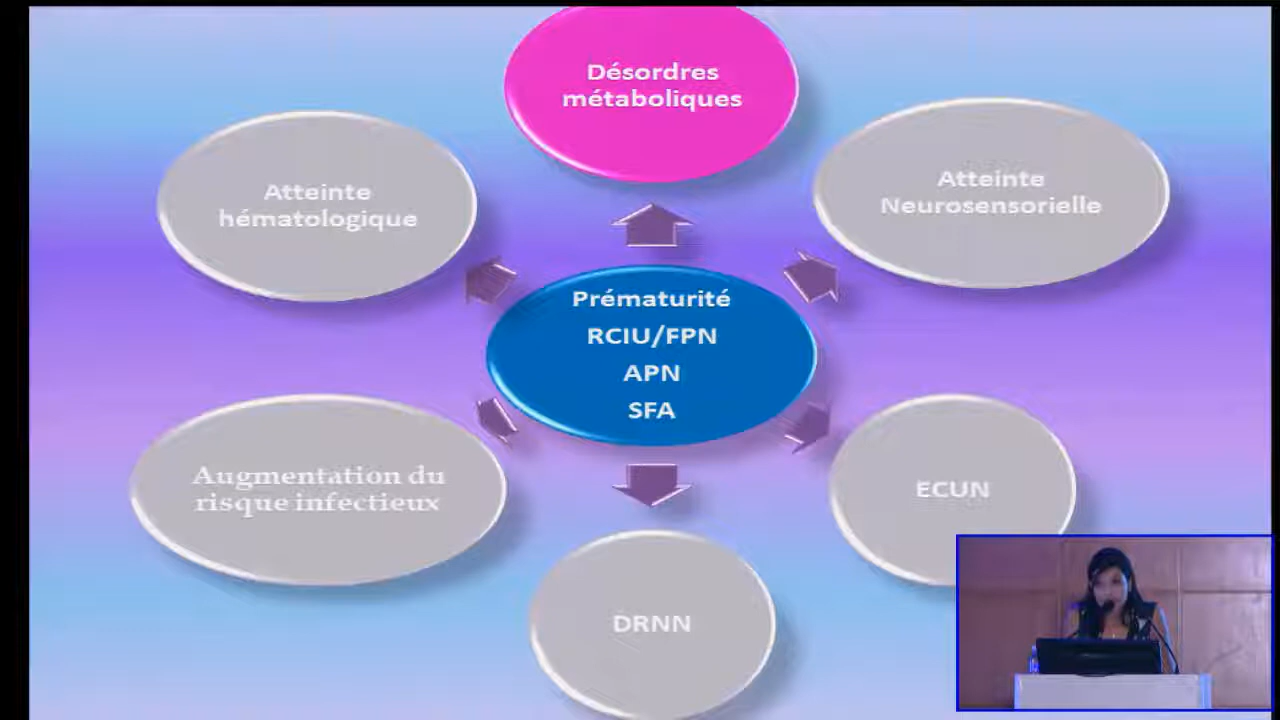 Désordres
métaboliques
Atteinte
hématologique
Atteinte
Neurosensorielle
Prématurité
RCIU/FPN
APN
SFA
Augmentation du
risque infectieux
ECUN
DRNN